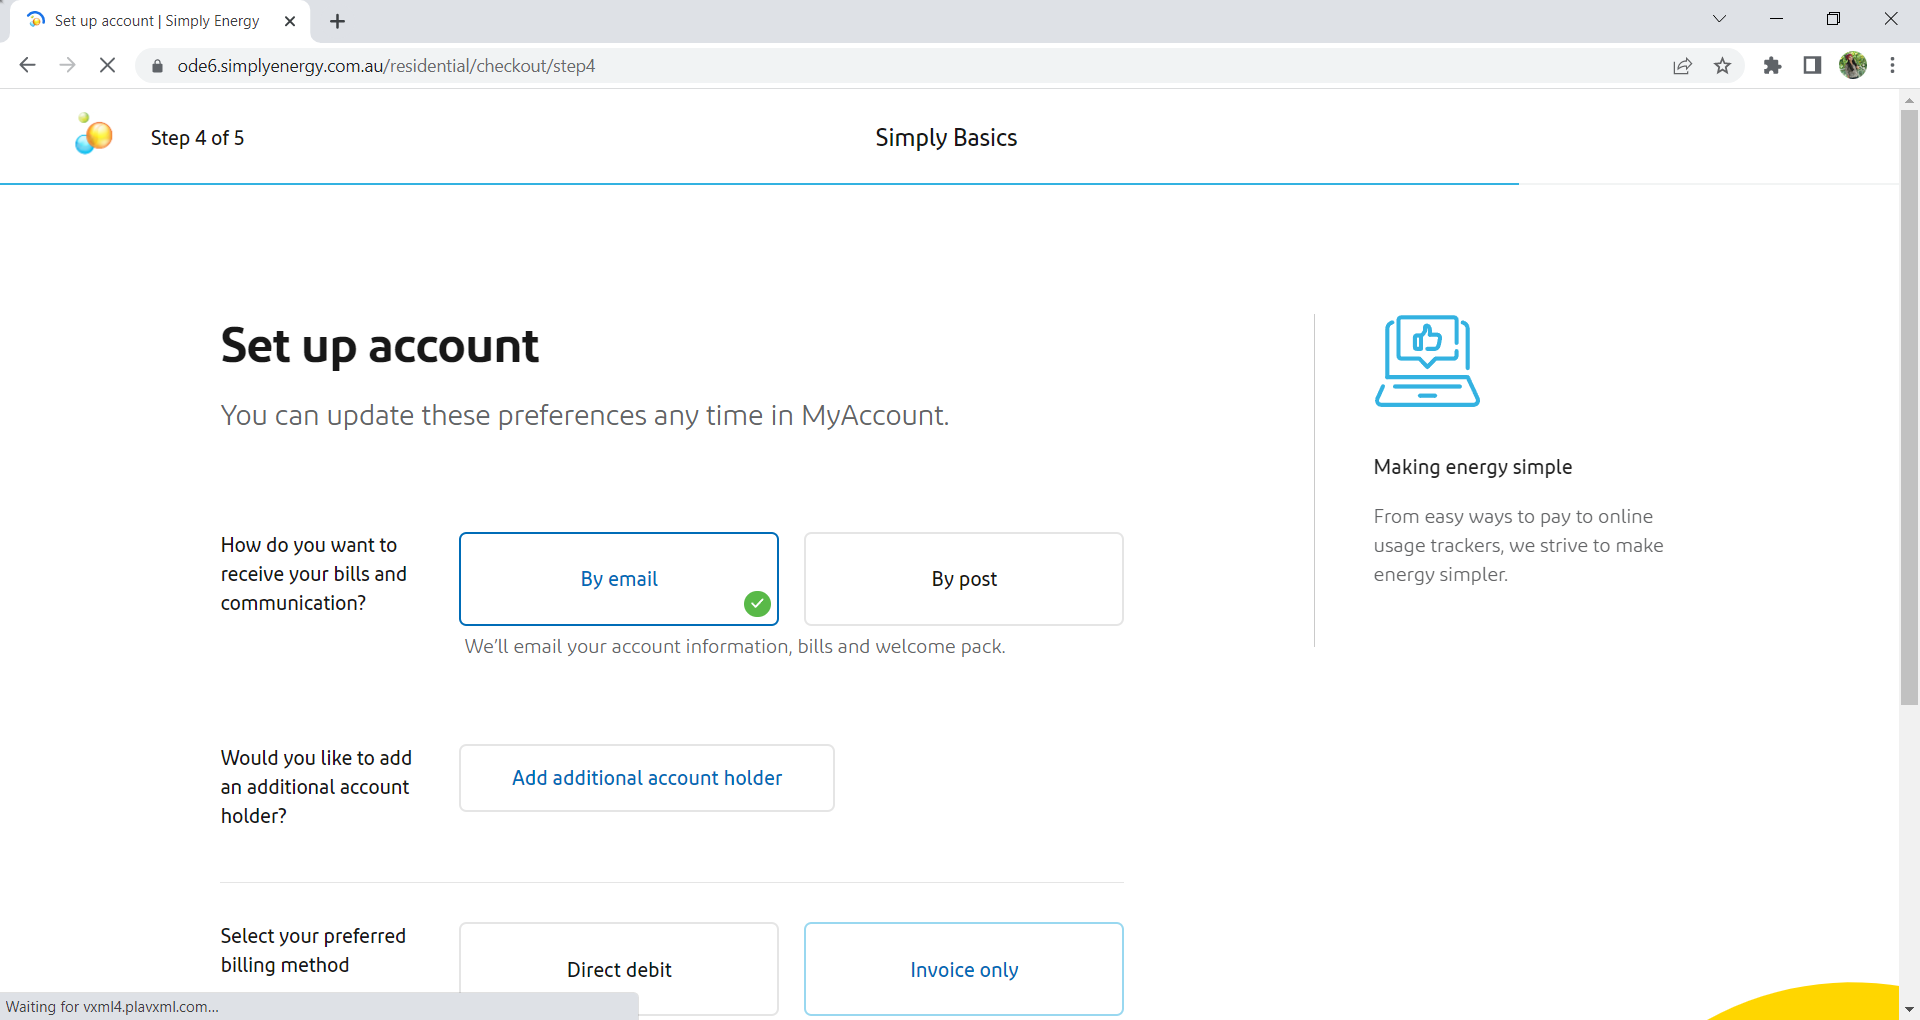 Set up account | Simply Energy
ode6.simplyenergy.com.au/residential/checkout/step4
Step 4 of 5
Simply Basics
Set up account
You can update these preferences any time in MyAccount.
How do you want to
receive your bills and
communication?
By email
By post
We'll email your account information, bills and welcome pack.
Would you like to add
an additional account
holder?
Add additional account holder
Select your preferred
billing method
Direct debit
Invoice only
Making energy simple
From easy ways to pay to online
usage trackers, we strive to make
energy simpler.
Waiting for vxml4.plavxml.com...